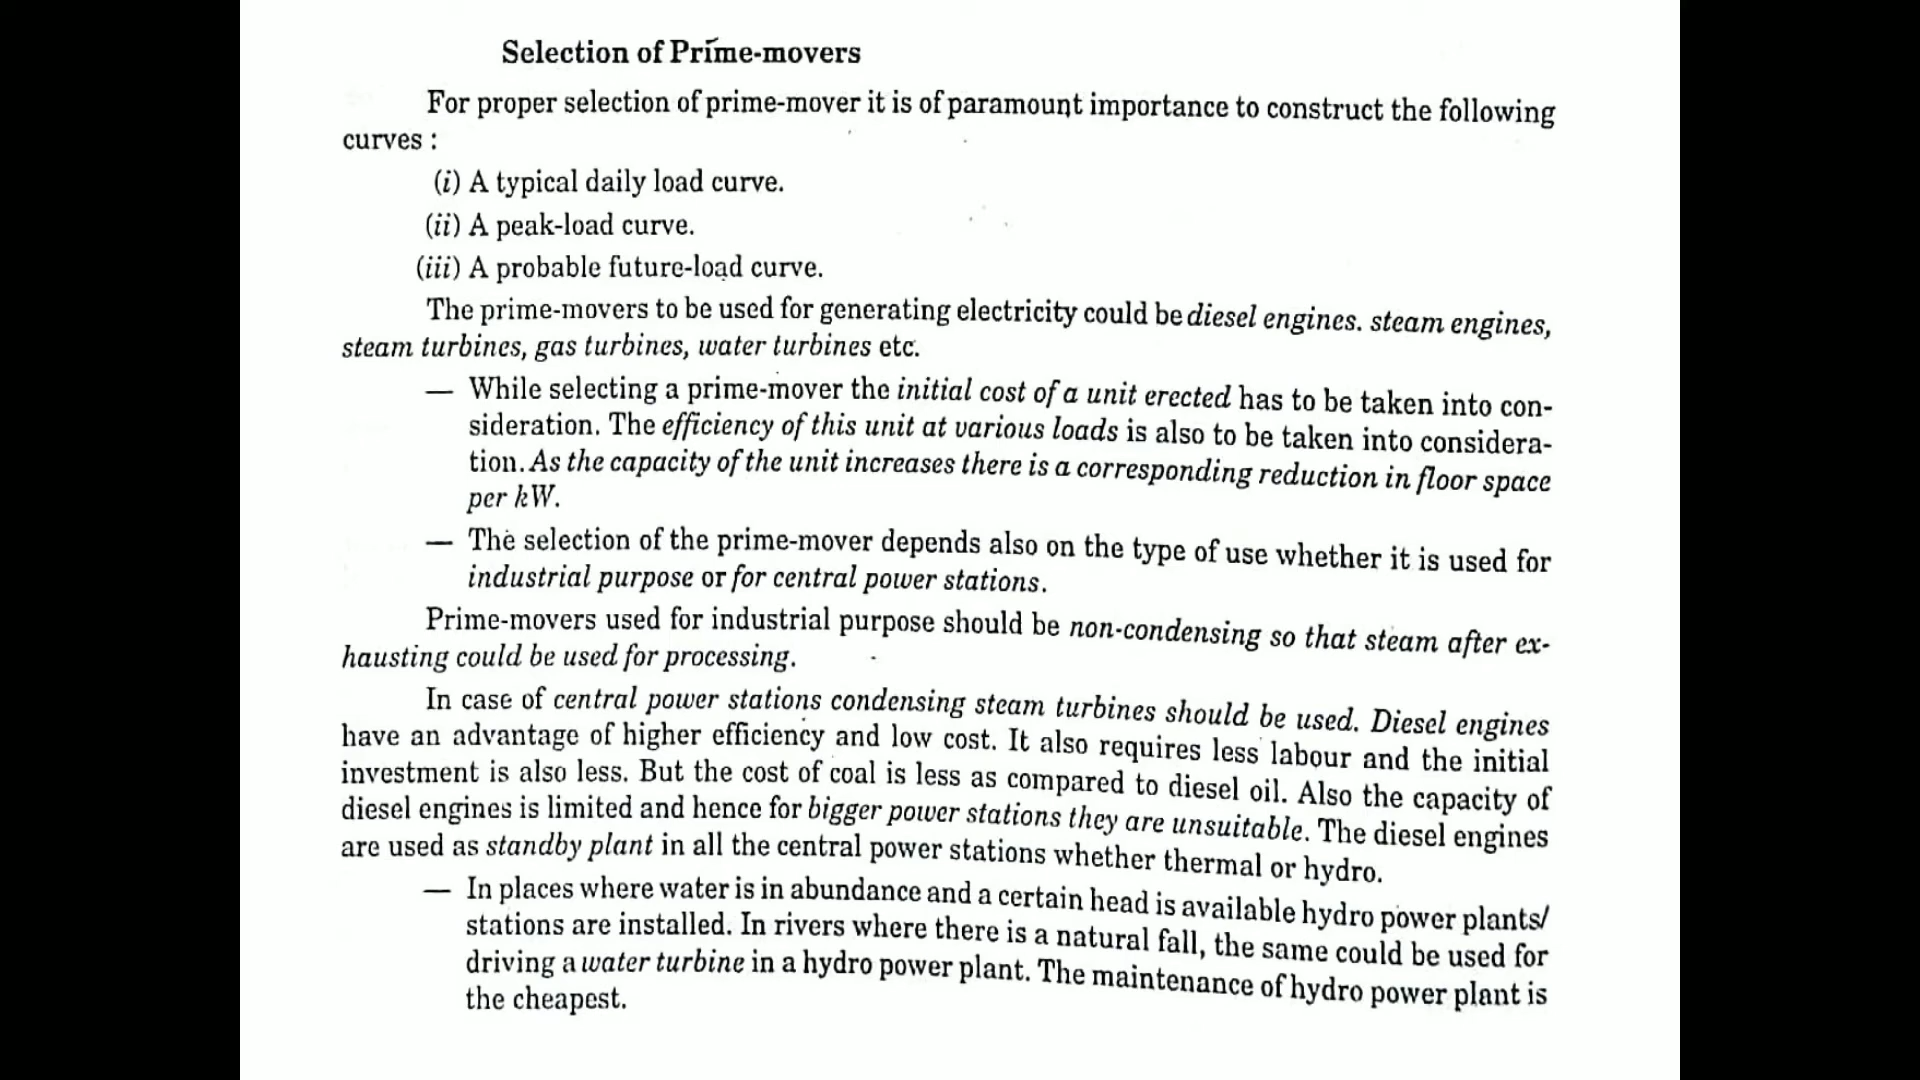 Selection of Prime-movers
For proper selection of prime-mover it is of paramount importance to construct the following
curves :
(i) A typical daily load curve.
(ii) A peak-load curve.
(iii) A probable future-load curve.
The prime-movers to be used for generating electricity could be diesel engines. steam engines,
steam turbines, gas turbines, water turbines etc.
— While selecting a prime-mover the initial cost of a unit erected has to be taken into con-
sideration. The efficiency of this unit at various loads is also to be taken into considera-
tion. As the capacity of the unit increases there is a corresponding reduction in floor space
per kW.
— The selection of the prime-mover depends also on the type of use whether it is used for
industrial purpose or for central power stations.
Prime-movers used for industrial purpose should be non-condensing so that steam after ex-
hausting could be used for processing.
In case of central power stations condensing steam turbines should be used. Diesel engines
have an advantage of higher efficiency and low cost. It also requires less labour and the initial
investment is also less. But the cost of coal is less as compared to diesel oil. Also the capacity of
diesel engines is limited and hence for bigger power stations they are unsuitable. The diesel engines
are used as standby plant in all the central power stations whether thermal or hydro.
— In places where water is in abundance and a certain head is available hydro power plants/
stations are installed. In rivers where there is a natural fall, the same could be used for
driving a water turbine in a hydro power plant. The maintenance of hydro power plant is
the cheapest.